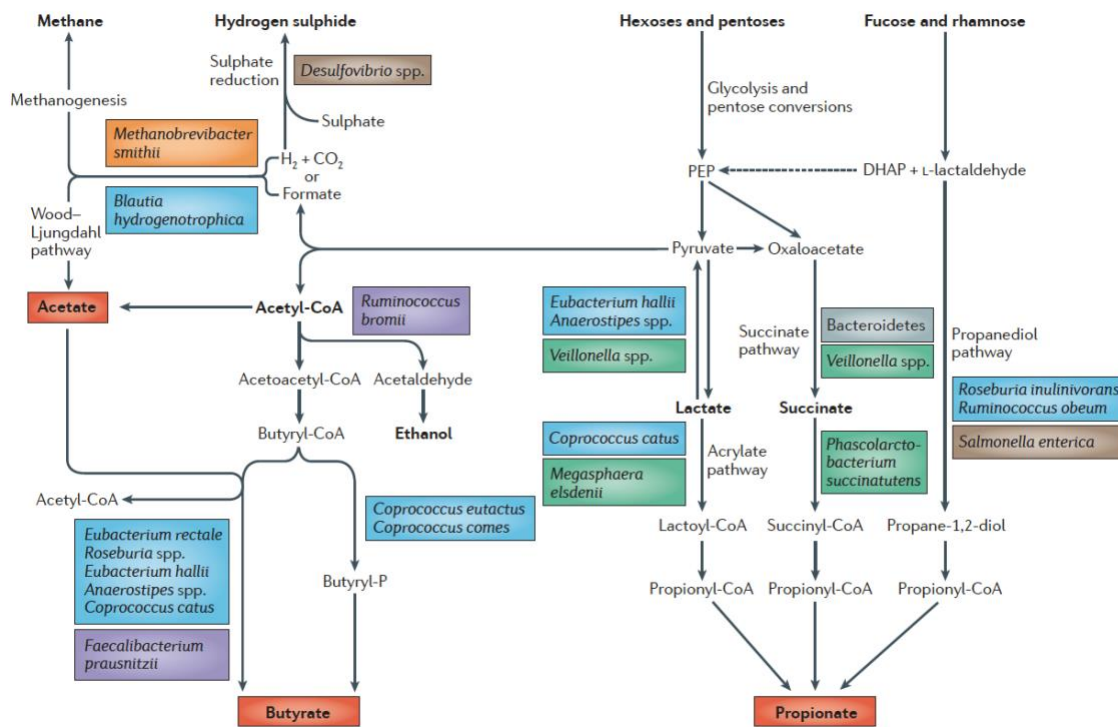 Methane
Hydrogen sulphide
Hexoses and pentoses
Fucose and rhamnose
Sulphate
reduction
Desulfovibrio spp.
Methanogenesis
Sulphate
Glycolysis and
pentose conversions
Methanobrevibacter
smithii
H₂ + CO₂
or
Formate
Blautia
hydrogenotrophica
Wood–
Ljungdahl
pathway
PEP
DHAP + L-lactaldehyde
Pyruvate
Oxaloacetate
Acetate
Acetyl-CoA
Ruminococcus
bromii
Eubacterium hallii
Anaerostipes spp.
Veillonella spp.
Succinate
pathway
Bacteroidetes
Veillonella spp.
Propanediol
pathway
Acetoacetyl-CoA
Acetaldehyde
Roseburia inulinivorans
Ruminococcus obeum
Salmonella enterica
Butyryl-CoA
Ethanol
Lactate
Succinate
Coprococcus catus
Megasphaera
elsdenii
Acrylate
pathway
Phascolarcto-
bacterium
succinatutens
Acetyl-CoA
Coprococcus eutactus
Coprococcus comes
Lactoyl-CoA
Succinyl-CoA
Propane-1,2-diol
Eubacterium rectale
Roseburia spp.
Eubacterium hallii
Anaerostipes spp.
Coprococcus catus
Faecalibacterium
prausnitzii
Butyryl-P
Propionyl-CoA
Propionyl-CoA
Propionyl-CoA
Butyrate
Propionate